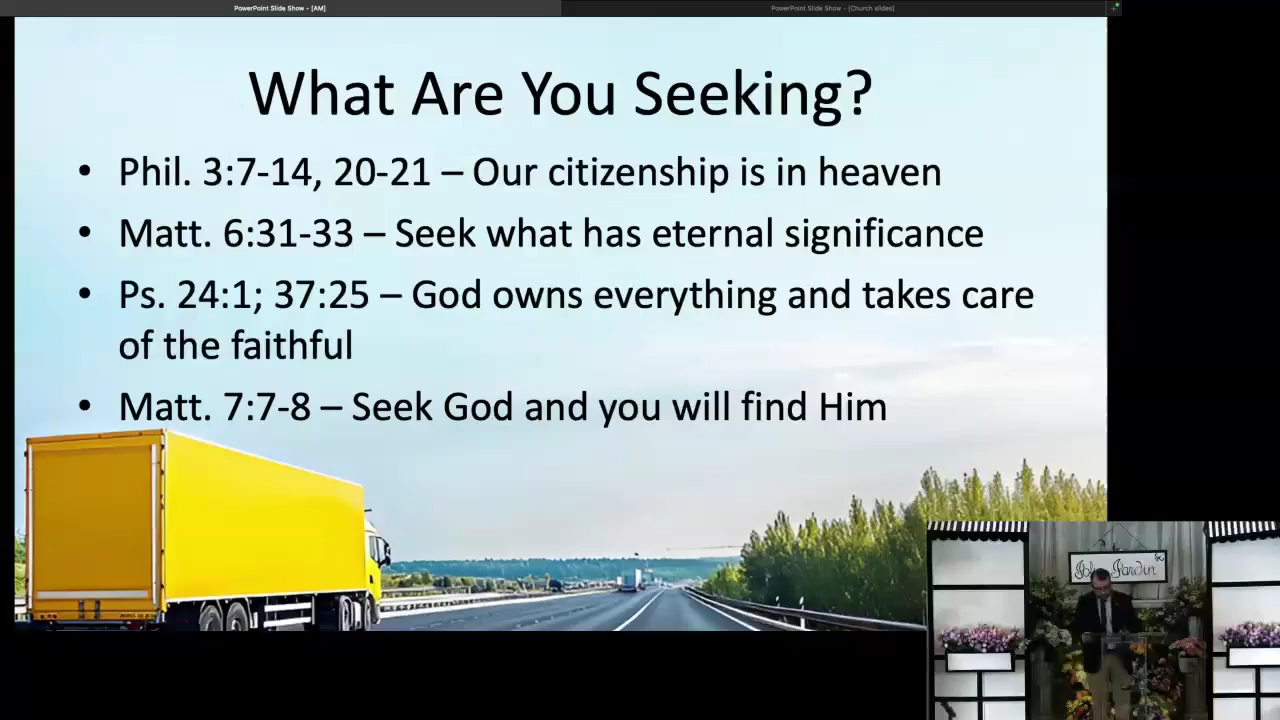 PowerPoint Slide Show - [AM]
PowerPoint Slide Show - [Church slides]
What Are You Seeking?
• Phil. 3:7-14, 20-21 – Our citizenship is in heaven
• Matt. 6:31-33 – Seek what has eternal significance
• Ps. 24:1; 37:25 – God owns everything and takes care
of the faithful
• Matt. 7:7-8 – Seek God and you will find Him